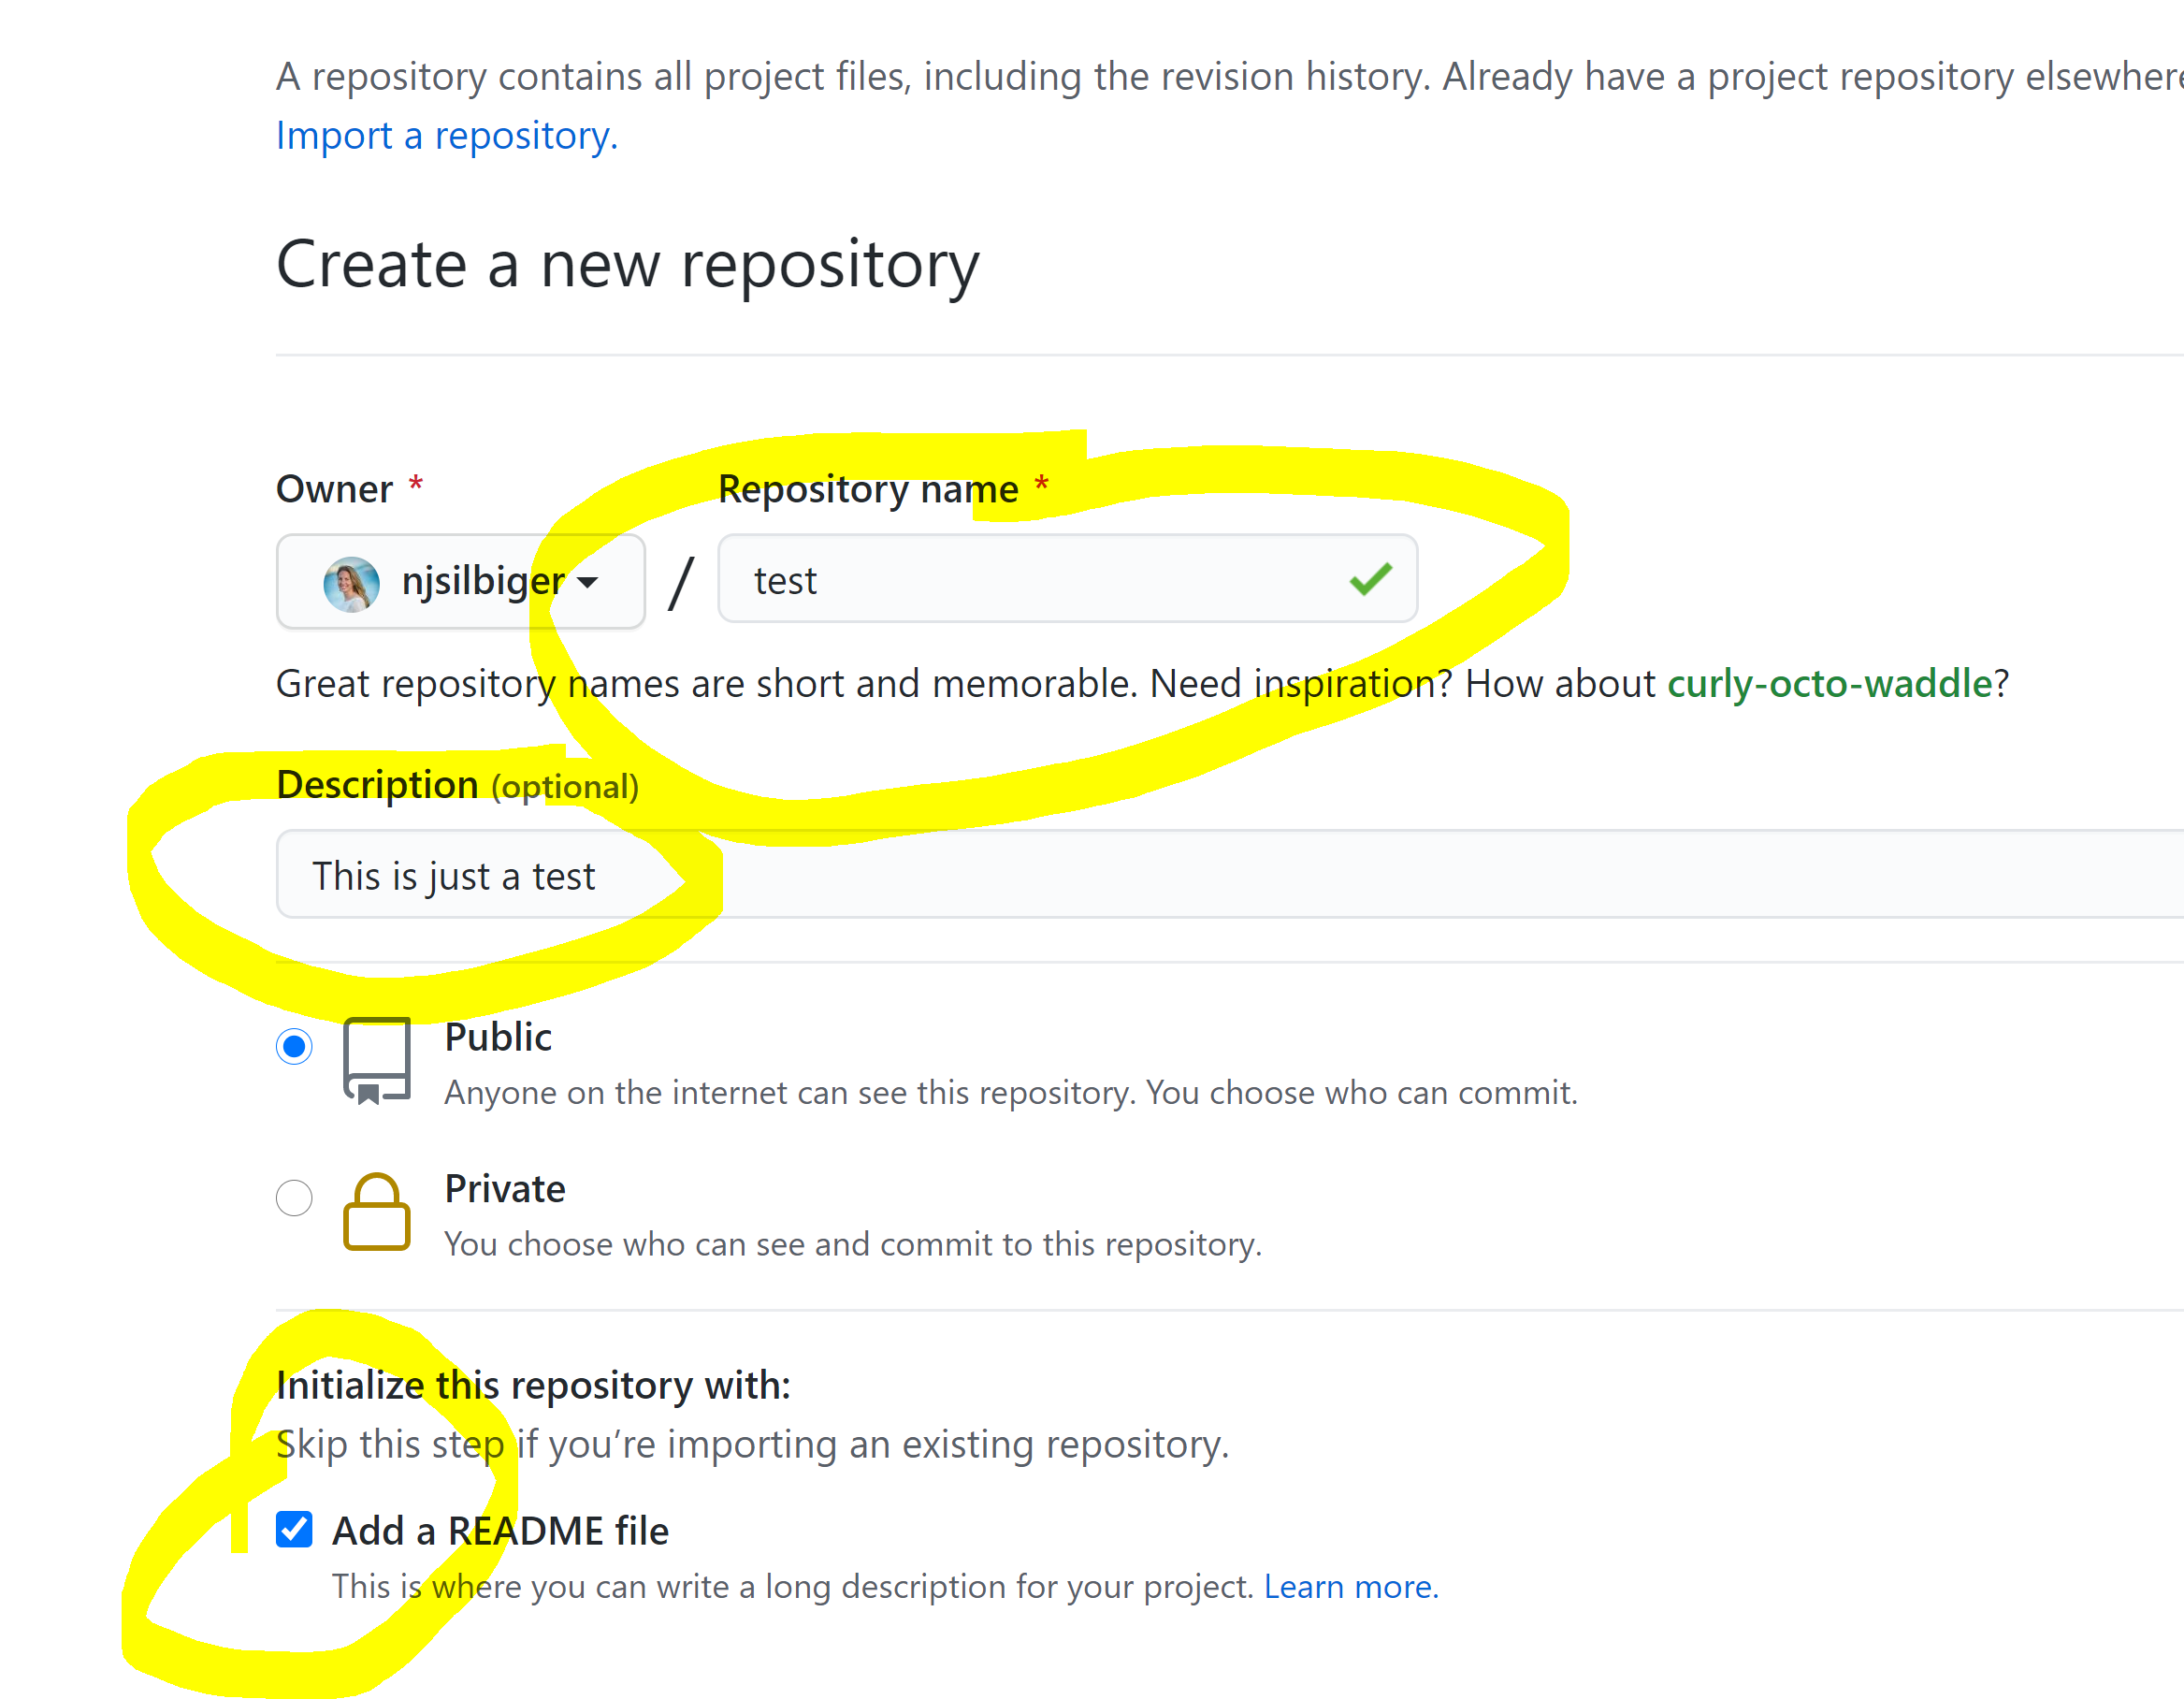 A repository contains all project files, including the revision history. Already have a project repository elsewhere
Import a repository.
Create a new repository
Owner * Repository name *
njsilbiger / test
Great repository names are short and memorable. Need inspiration? How about curly-octo-waddle?
Description (optional)
This is just a test
Public
Anyone on the internet can see this repository. You choose who can commit.
Private
You choose who can see and commit to this repository.
Initialize this repository with:
Skip this step if you’re importing an existing repository.
Add a README file
This is where you can write a long description for your project. Learn more.